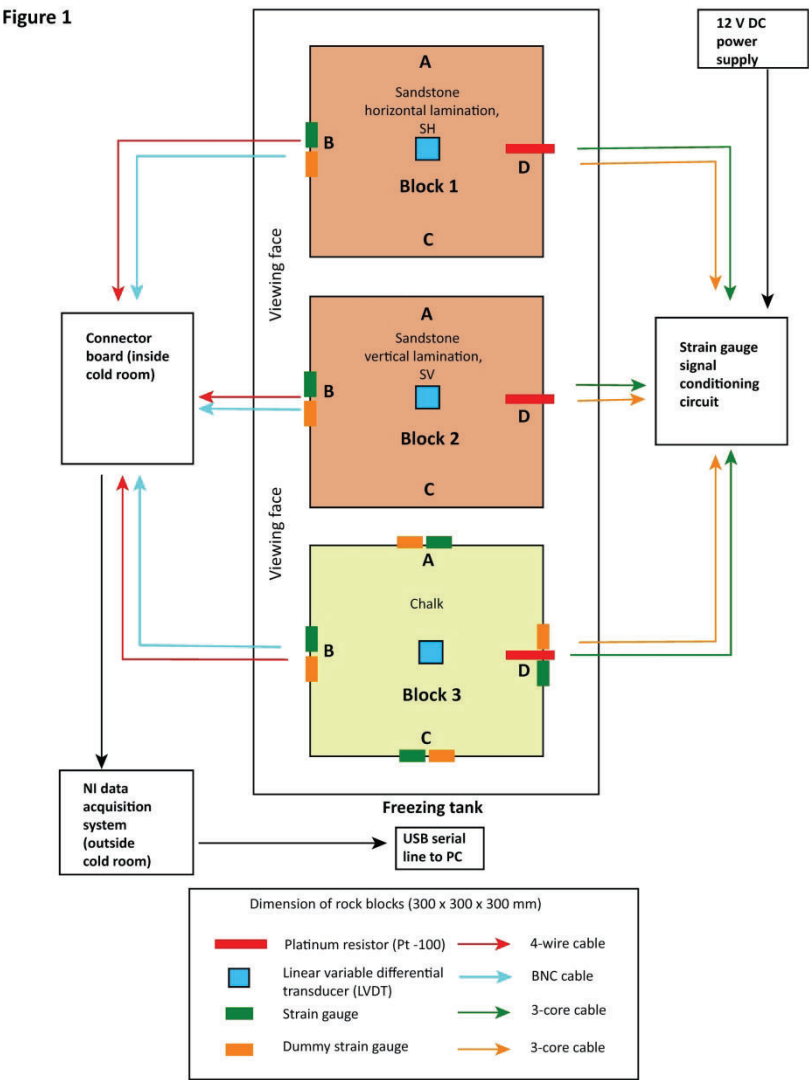 Figure 1
12 V DC
power
supply
A
Sandstone
horizontal lamination,
SH
B
Block 1
D
C
Viewing face
Connector
board (inside
cold room)
A
Sandstone
vertical lamination,
SV
B
Block 2
D
C
Strain gauge
signal
conditioning
circuit
Viewing face
A
Chalk
B
Block 3
D
C
NI data
acquisition
system
(outside
cold room)
Freezing tank
USB serial
line to PC
Dimension of rock blocks (300 x 300 x 300 mm)
Platinum resistor (Pt -100)
4-wire cable
Linear variable differential
transducer (LVDT)
BNC cable
Strain gauge
3-core cable
Dummy strain gauge
3-core cable